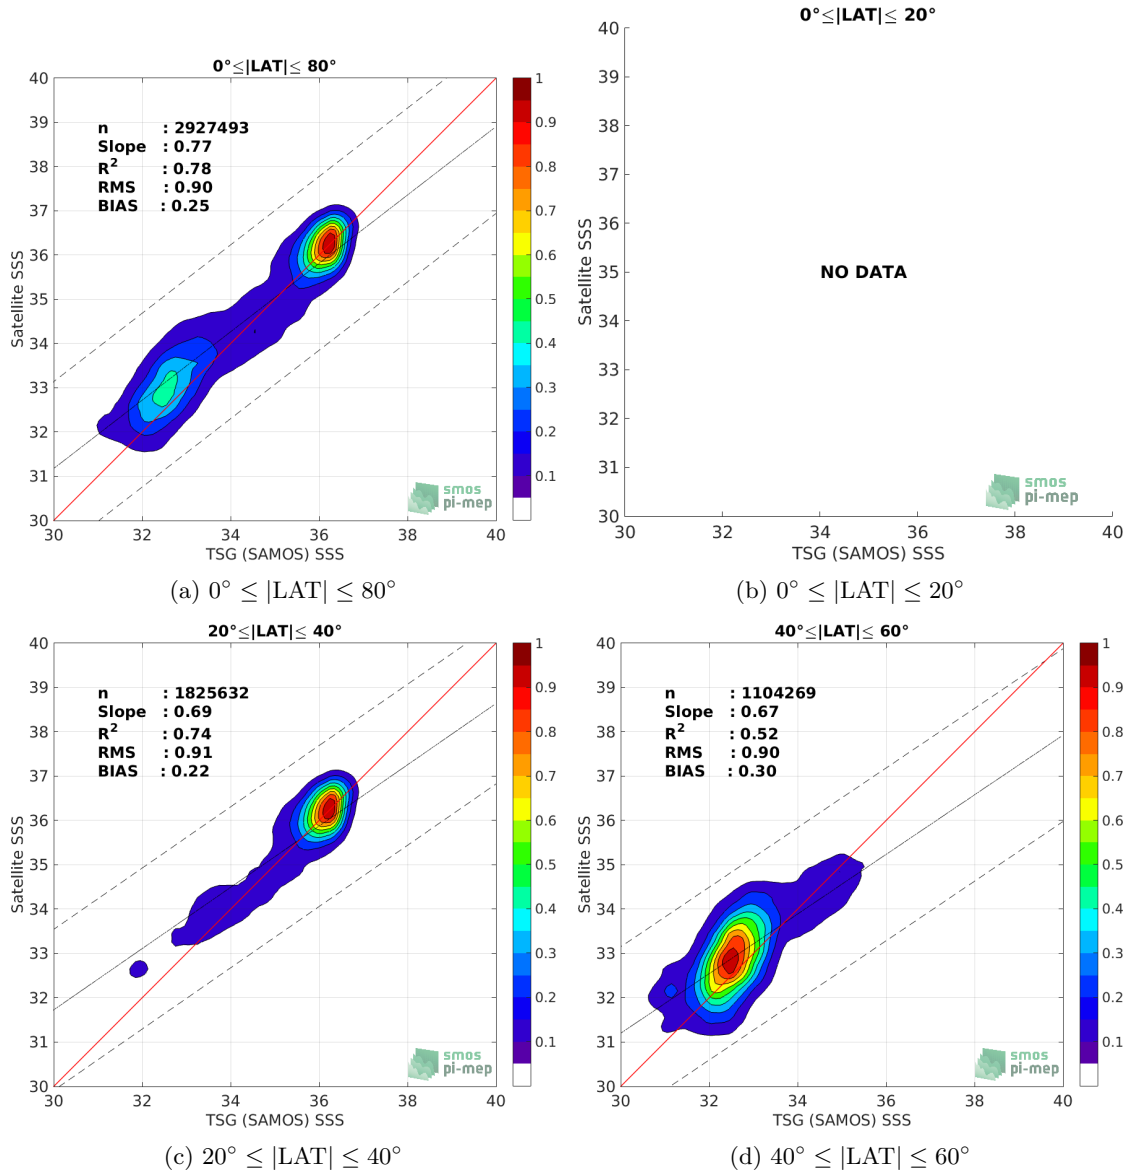 0°≤|LAT|≤ 80°
40
39
38
37
36
35
34
33
32
31
30
Satellite SSS
n : 2927493
Slope : 0.77
R² : 0.78
RMS : 0.90
BIAS : 0.25
1
0.9
0.8
0.7
0.6
0.5
0.4
0.3
0.2
0.1
smos
pi-mep
30 32 34 36 38 40
TSG (SAMOS) SSS
(a) 0° ≤ |LAT| ≤ 80°
0°≤|LAT|≤ 20°
40
39
38
37
36
35
34
33
32
31
30
Satellite SSS
NO DATA
smos
pi-mep
30 32 34 36 38 40
TSG (SAMOS) SSS
(b) 0° ≤ |LAT| ≤ 20°
20°≤|LAT|≤ 40°
40
39
38
37
36
35
34
33
32
31
30
Satellite SSS
n : 1825632
Slope : 0.69
R² : 0.74
RMS : 0.91
BIAS : 0.22
1
0.9
0.8
0.7
0.6
0.5
0.4
0.3
0.2
0.1
smos
pi-mep
30 32 34 36 38 40
TSG (SAMOS) SSS
(c) 20° ≤ |LAT| ≤ 40°
40°≤|LAT|≤ 60°
40
39
38
37
36
35
34
33
32
31
30
Satellite SSS
n : 1104269
Slope : 0.67
R² : 0.52
RMS : 0.90
BIAS : 0.30
1
0.9
0.8
0.7
0.6
0.5
0.4
0.3
0.2
0.1
smos
pi-mep
30 32 34 36 38 40
TSG (SAMOS) SSS
(d) 40° ≤ |LAT| ≤ 60°